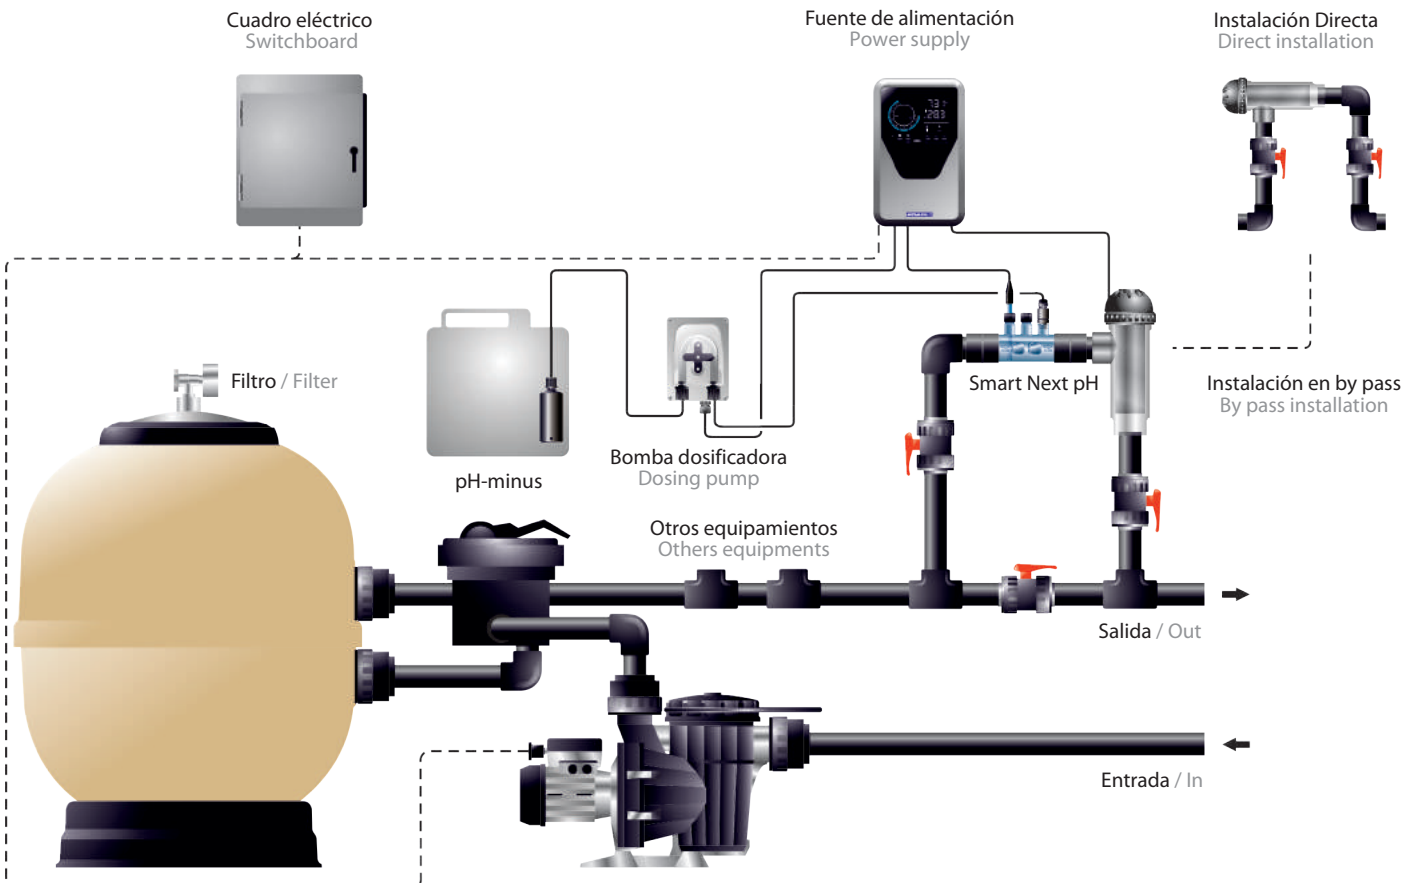 Cuadro eléctrico
Switchboard
Fuente de alimentación
Power supply
Instalación Directa
Direct installation
Filtro / Filter
pH-minus
Bomba dosificadora
Dosing pump
Smart Next pH
Instalación en by pass
By pass installation
Otros equipamientos
Others equipments
Salida / Out
Entrada / In